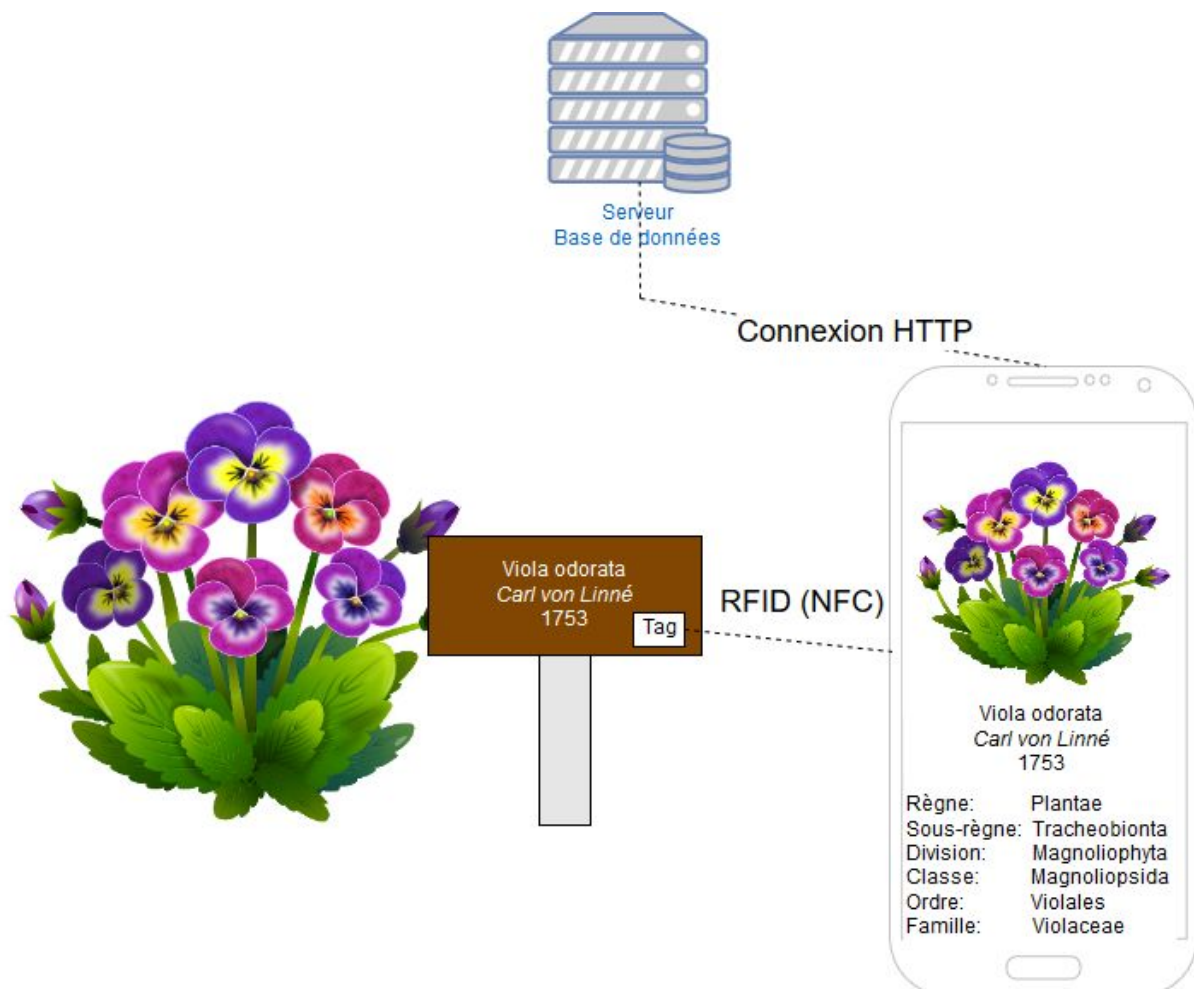 Serveur
Base de données
Connexion HTTP
Viola odorata
Carl von Linné
1753
Tag
RFID (NFC)
Viola odorata
Carl von Linné
1753
Règne: Plantae
Sous-règne: Tracheobionta
Division: Magnoliophyta
Classe: Magnoliopsida
Ordre: Violales
Famille: Violaceae